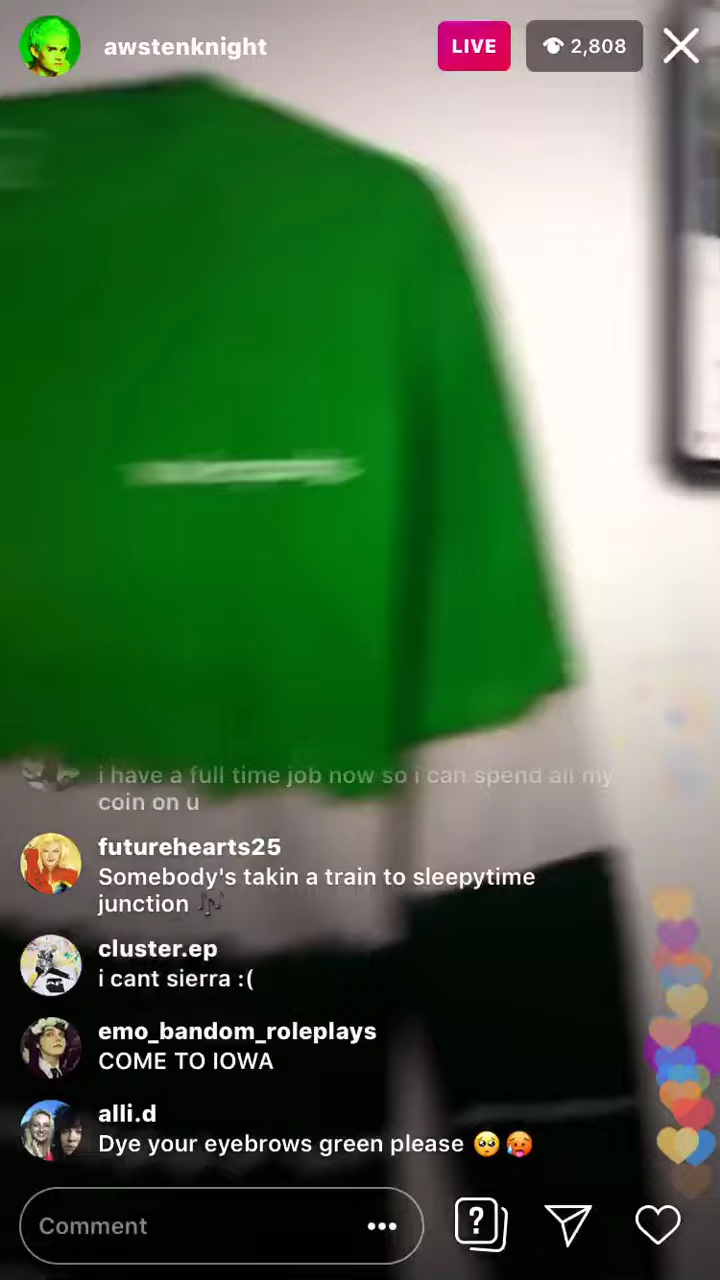 awstenknight
LIVE
2,808
i have a full time job now so i can spend all my
coin on u
futurehearts25
Somebody's takin a train to sleepytime
junction 🎶
cluster.ep
i cant sierra :(
emo_bandom_roleplays
COME TO IOWA
alli.d
Dye your eyebrows green please 🥺🥵
Comment